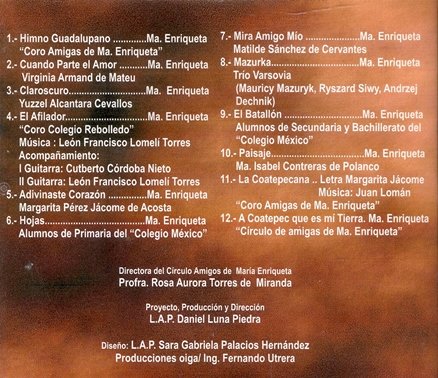 1.- Himno Guadalupano .............Ma. Enriqueta
“Coro Amigas de Ma. Enriqueta”
2.- Cuando Parte el Amor ...........Ma. Enriqueta
Virginia Armand de Mateu
3.- Claroscuro........................Ma. Enriqueta
Yuzzel Alcantara Cevallos
4.- El Afilador.........................Ma. Enriqueta
“Coro Colegio Rebolledo”
Música : León Francisco Lomelí Torres
Acompañamiento:
I Guitarra: Cutberto Córdoba Nieto
II Guitarra: León Francisco Lomelí Torres
5.- Adivinaste Corazón ...............Ma. Enriqueta
Margarita Pérez Jácome de Acosta
6.- Hojas...............................Ma. Enriqueta
Alumnos de Primaria del “Colegio México”
7.- Mira Amigo Mío .................Ma. Enriqueta
Matilde Sánchez de Cervantes
8.- Mazurka............................Ma. Enriqueta
Trío Varsovia
(Mauricy Mazuryk, Ryszard Siwy, Andrzej
Dechnik)
9.- El Batallón ........................Ma. Enriqueta
Alumnos de Secundaria y Bachillerato del
“Colegio México”
10.- Paisaje............................Ma. Enriqueta
Ma. Isabel Contreras de Polanco
11.- La Coatepecana .. Letra Margarita Jácome
Música: Juan Lomán
“Coro Amigas de Ma. Enriqueta”
12.- A Coatepec que es mí Tierra. Ma. Enriqueta
“Círculo de amigas de Ma. Enriqueta”
Directora del Círculo Amigos de María Enriqueta
Profra. Rosa Aurora Torres de Miranda
Proyecto, Producción y Dirección
L.A.P. Daniel Luna Piedra
Diseño: L.A.P. Sara Gabriela Palacios Hernández
Producciones oiga/ Ing. Fernando Utrera